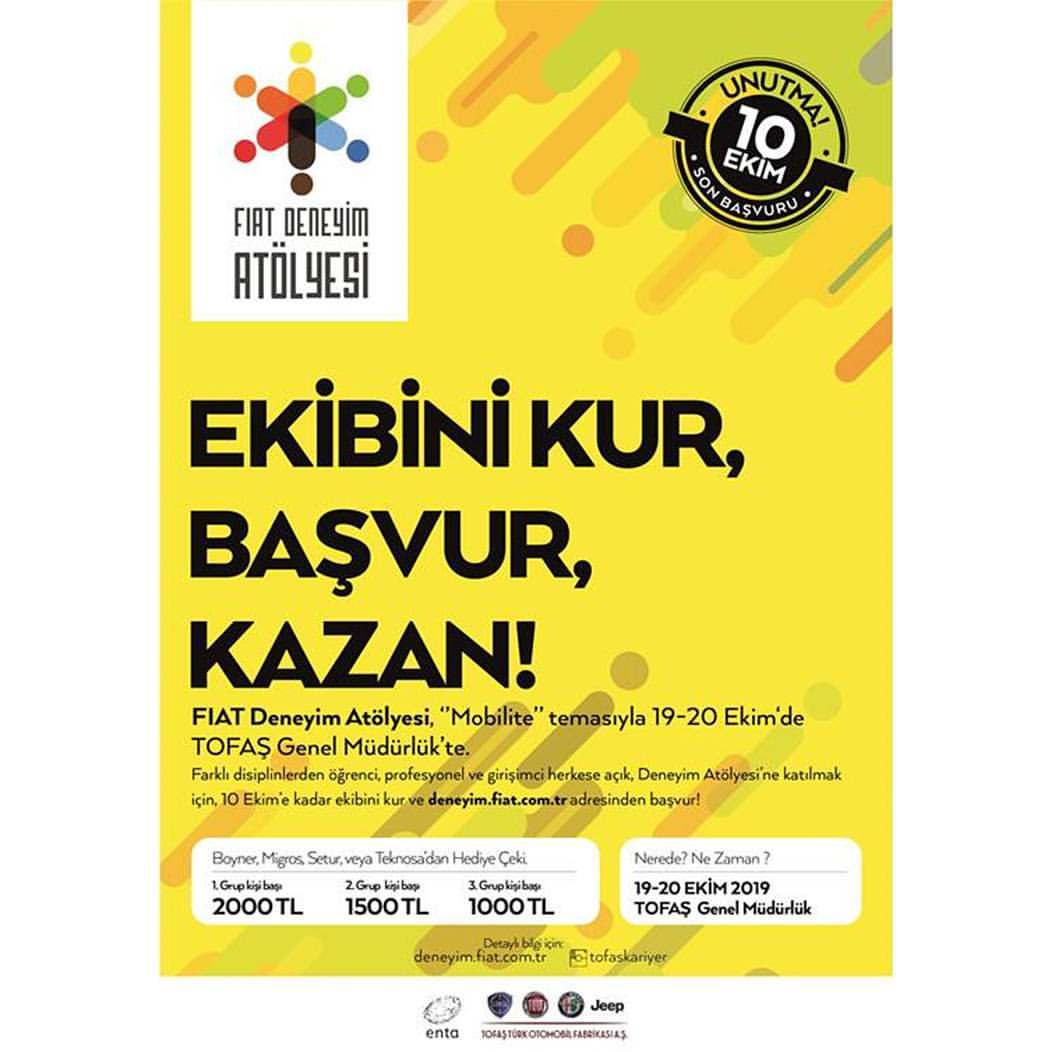 FIAT DENEYİM
ATÖLYESİ
UNUTMA!
10
EKİM
SON BAŞVURU
EKİBİNİ KUR,
BAŞVUR,
KAZAN!
FIAT Deneyim Atölyesi, ‘’Mobilite’’ temasıyla 19-20 Ekim‘de
TOFAŞ Genel Müdürlük’te.
Farklı disiplinlerden öğrenci, profesyonel ve girişimci herkese açık, Deneyim Atölyesi’ne katılmak
için, 10 Ekim’e kadar ekibini kur ve deneyim.fiat.com.tr adresinden başvur!
Boyner, Migros, Setur, veya Teknosa’dan Hediye Çeki.
1. Grup kişi başı 2. Grup kişi başı 3. Grup kişi başı
2000 TL 1500 TL 1000 TL
Nerede? Ne Zaman ?
19-20 EKİM 2019
TOFAŞ Genel Müdürlük
Detaylı bilgi için:
deneyim.fiat.com.tr tofaskariyer
enta
FIAT
Jeep
TOFAŞ TÜRK OTOMOBİL FABRİKASI A.Ş.